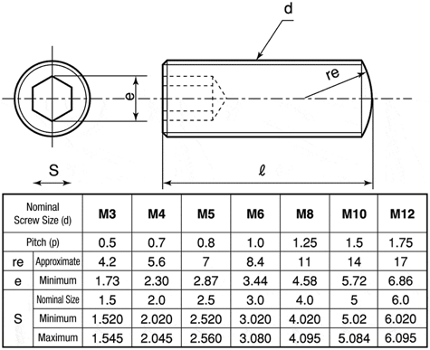 d
re
e
S
ℓ
Nominal Screw Size (d) M3 M4 M5 M6 M8 M10 M12
Pitch (p) 0.5 0.7 0.8 1.0 1.25 1.5 1.75
re Approximate 4.2 5.6 7 8.4 11 14 17
e Minimum 1.73 2.30 2.87 3.44 4.58 5.72 6.86
S Nominal Size 1.5 2.0 2.5 3.0 4.0 5 6.0
Minimum 1.520 2.020 2.520 3.020 4.020 5.02 6.020
Maximum 1.545 2.045 2.560 3.080 4.095 5.084 6.095